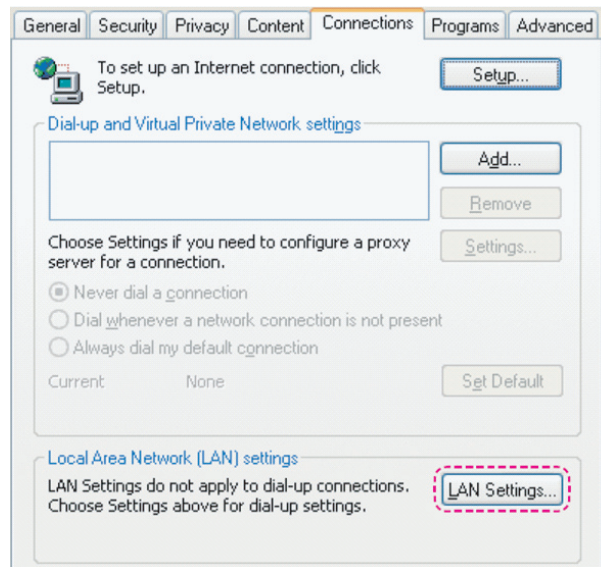 General Security Privacy Content Connections Programs Advanced
To set up an Internet connection, click
Setup.
Setup...
Dial-up and Virtual Private Network settings
Add...
Remove
Choose Settings if you need to configure a proxy
server for a connection.
Settings...
Never dial a connection
Dial whenever a network connection is not present
Always dial my default connection
Current None
Set Default
Local Area Network (LAN) settings
LAN Settings do not apply to dial-up connections.
Choose Settings above for dial-up settings.
LAN Settings...